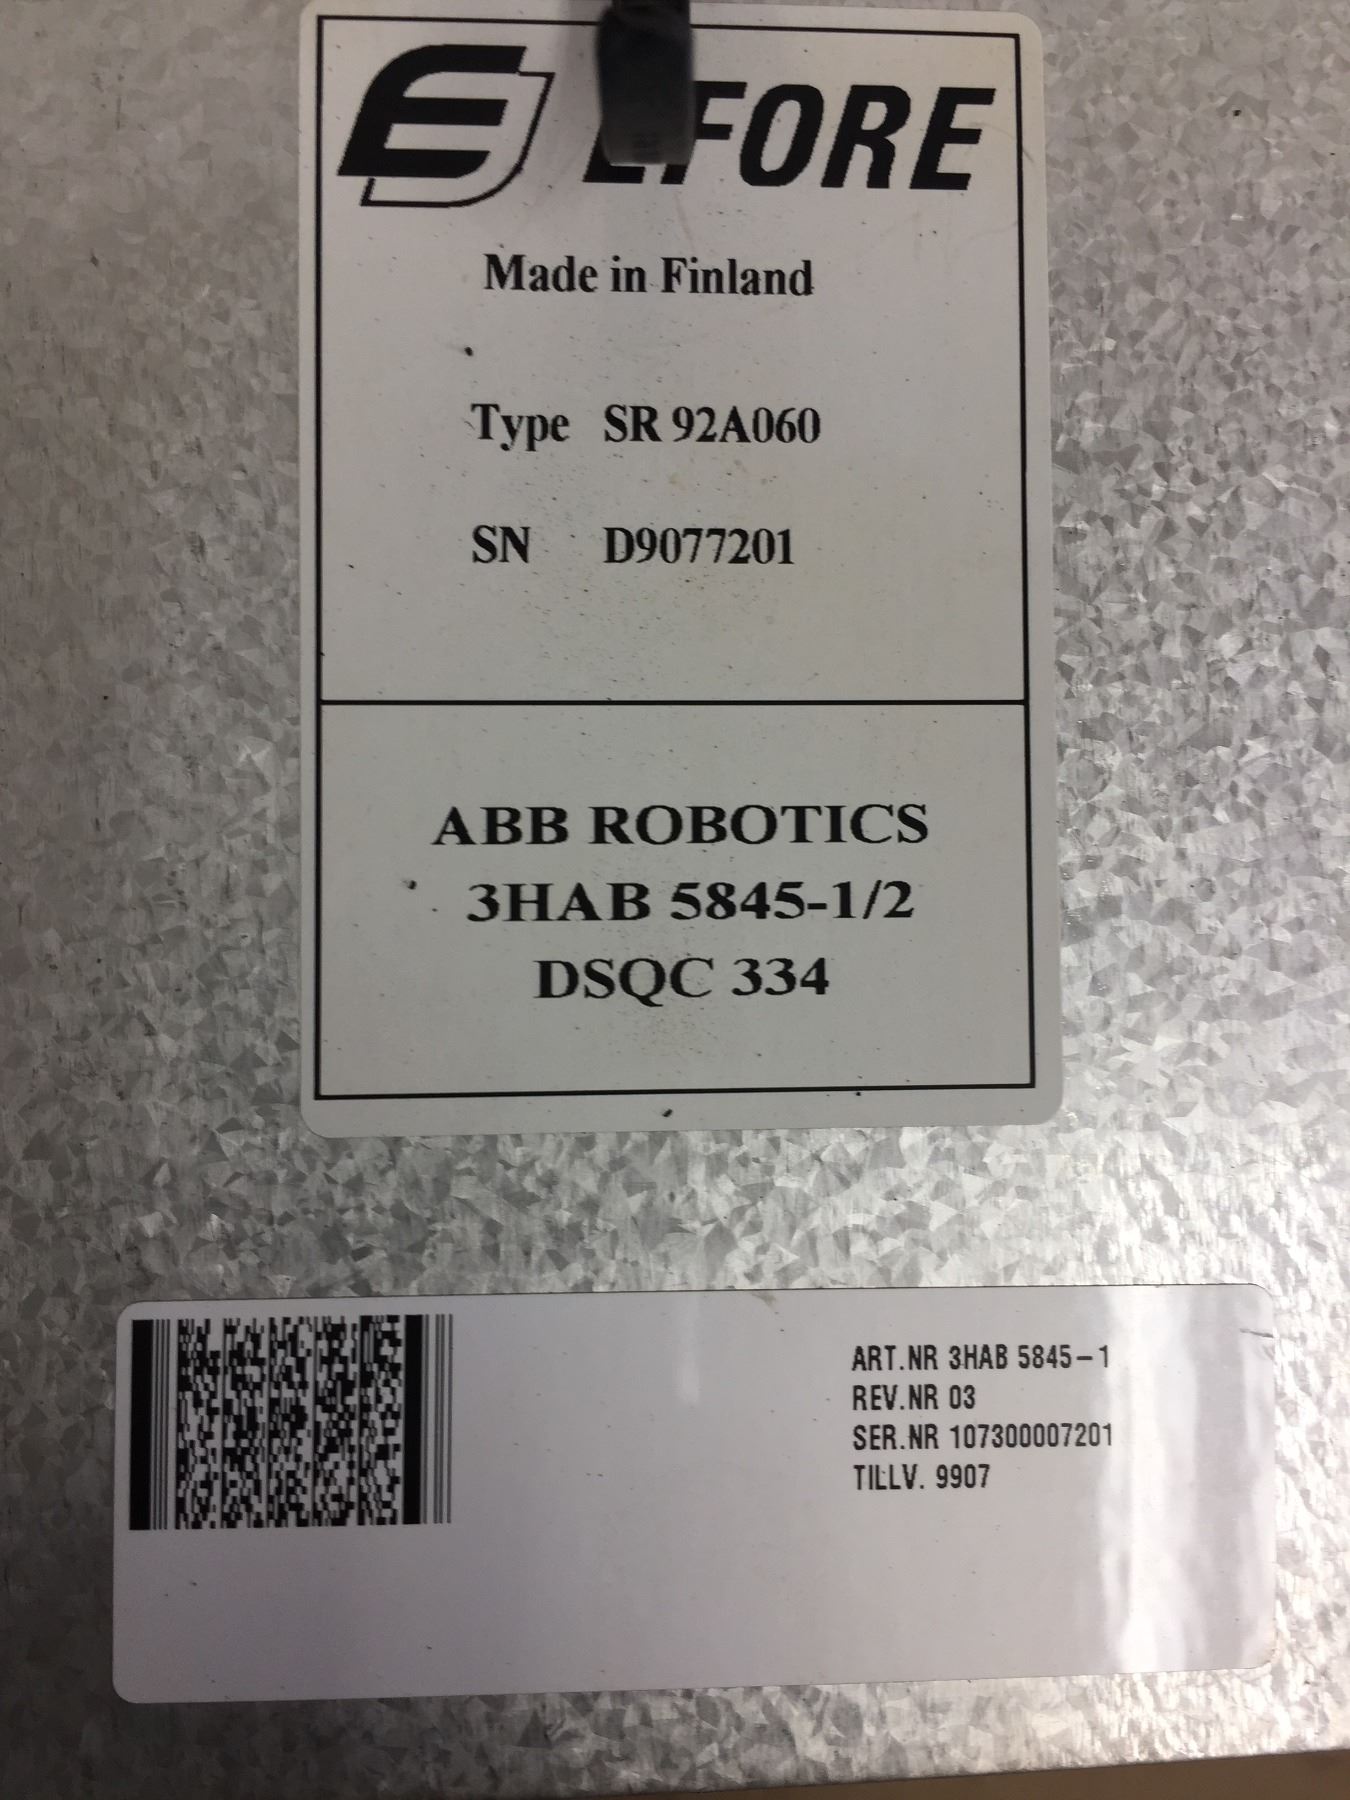 EFORE
Made in Finland
Type SR 92A060
SN D9077201
ABB ROBOTICS
3HAB 5845-1/2
DSQC 334
ART.NR 3HAB 5845-1
REV.NR 03
SER.NR 107300007201
TILLV. 9907